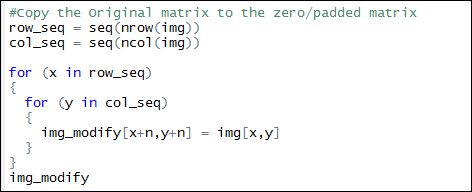 #Copy the Original matrix to the zero/padded matrix
row_seq = seq(nrow(img))
col_seq = seq(ncol(img))
for (x in row_seq)
{
for (y in col_seq)
{
img_modify[x+n,y+n] = img[x,y]
}
}
img_modify